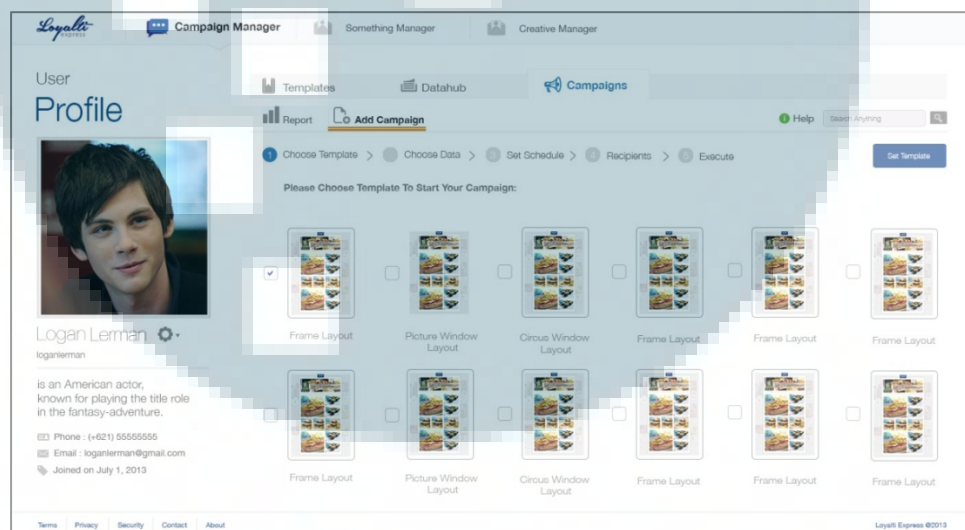 Loyalti
express
Campaign Manager
Something Manager
Creative Manager
User
Profile
Templates
Datahub
Campaigns
Report
Add Campaign
Help
Search Anything
1 Choose Template > Choose Data > 3 Set Schedule > 4 Recipients > 5 Execute
Set Template
Please Choose Template To Start Your Campaign:
Frame Layout
Picture Window
Layout
Circus Window
Layout
Frame Layout
Frame Layout
Frame Layout
Logan Lerman
loganlerman
is an American actor,
known for playing the title role
in the fantasy-adventure.
Phone : (+621) 55555555
Email : loganlerman@gmail.com
Joined on July 1, 2013
Frame Layout
Picture Window
Layout
Circus Window
Layout
Frame Layout
Frame Layout
Frame Layout
Terms
Privacy
Security
Contact
About
Loyalti Express ©2013